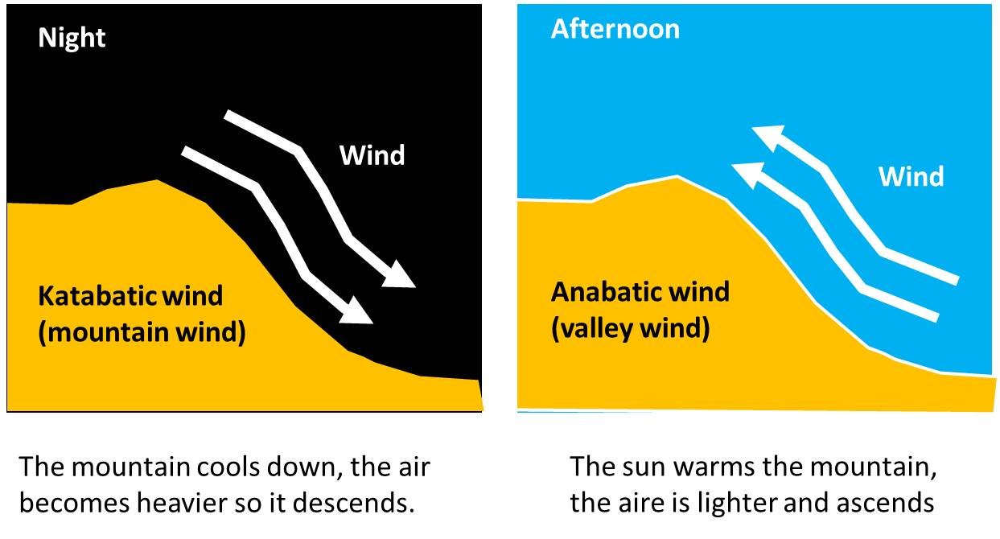 Night
Wind
Katabatic wind
(mountain wind)
The mountain cools down, the air
becomes heavier so it descends.
Afternoon
Wind
Anabatic wind
(valley wind)
The sun warms the mountain,
the aire is lighter and ascends